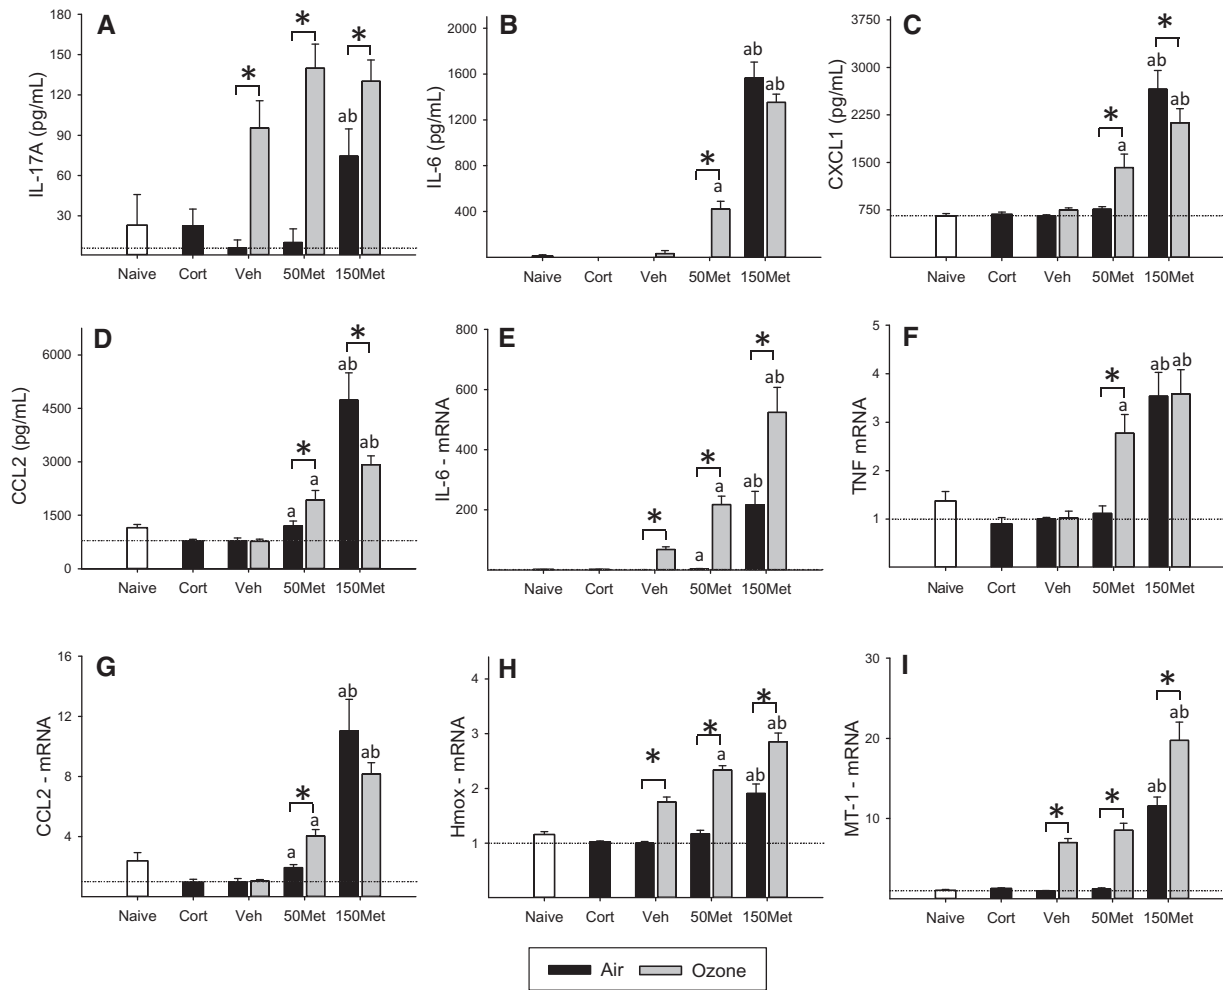 A
IL-17A (pg/mL)
180
150
120
90
60
30
*
*
*
ab
Naive Cort Veh 50Met 150Met
B
IL-6 (pg/mL)
2000
1600
1200
800
400
*
a
ab
ab
Naive Cort Veh 50Met 150Met
C
CXCL1 (pg/mL)
3750
3000
2250
1500
750
*
*
a
ab
ab
Naive Cort Veh 50Met 150Met
D
CCL2 (pg/mL)
6000
4500
3000
1500
0
*
*
a
a
ab
ab
Naive Cort Veh 50Met 150Met
E
IL-6 - mRNA
800
600
400
200
*
*
*
a
a
ab
ab
Naive Cort Veh 50Met 150Met
F
TNF mRNA
5
4
3
2
1
0
*
a
ab
ab
Naive Cort Veh 50Met 150Met
G
CCL2 - mRNA
16
12
8
4
*
a
a
ab
ab
Naive Cort Veh 50Met 150Met
H
Hmox - mRNA
4
3
2
1
*
*
*
a
ab
ab
Naive Cort Veh 50Met 150Met
I
MT-1 - mRNA
30
20
10
*
*
*
ab
ab
Naive Cort Veh 50Met 150Met
Air Ozone